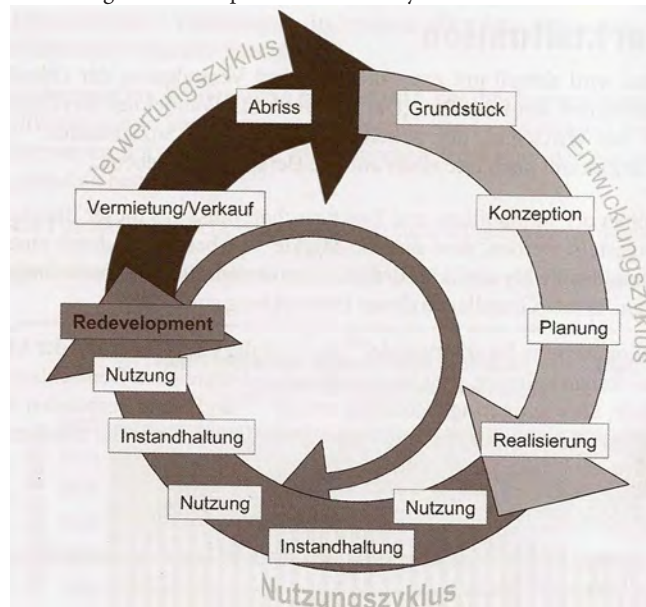 Verwertungszyklus
Entwicklungszyklus
Nutzungszyklus
Abriss
Grundstück
Konzeption
Planung
Realisierung
Nutzung
Instandhaltung
Nutzung
Instandhaltung
Nutzung
Redevelopment
Vermietung/Verkauf